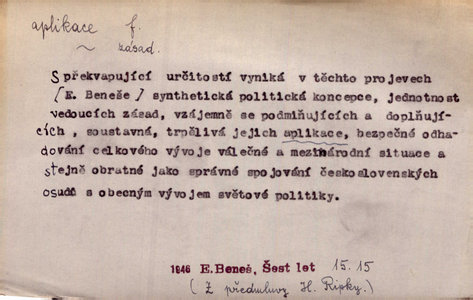 aplikace f.
~ zásad.
S překvapující určitostí vyniká v těchto projevech
/E. Beneše/ synthetická politická koncepce, jednotnost
vedoucích zásad, vzájemně se podmiňujících a doplňují-
cích , soustavná, trpělivá jejich aplikace, bezpečné odha-
dování celkového vývoje válečné a mezinárodní situace a
stejně obratné jako správné spojování československých
osudů s obecným vývojem světové politiky.
1946 E. Beneš, Šest let 15.15
( Z předmluvy H. Ripky. )